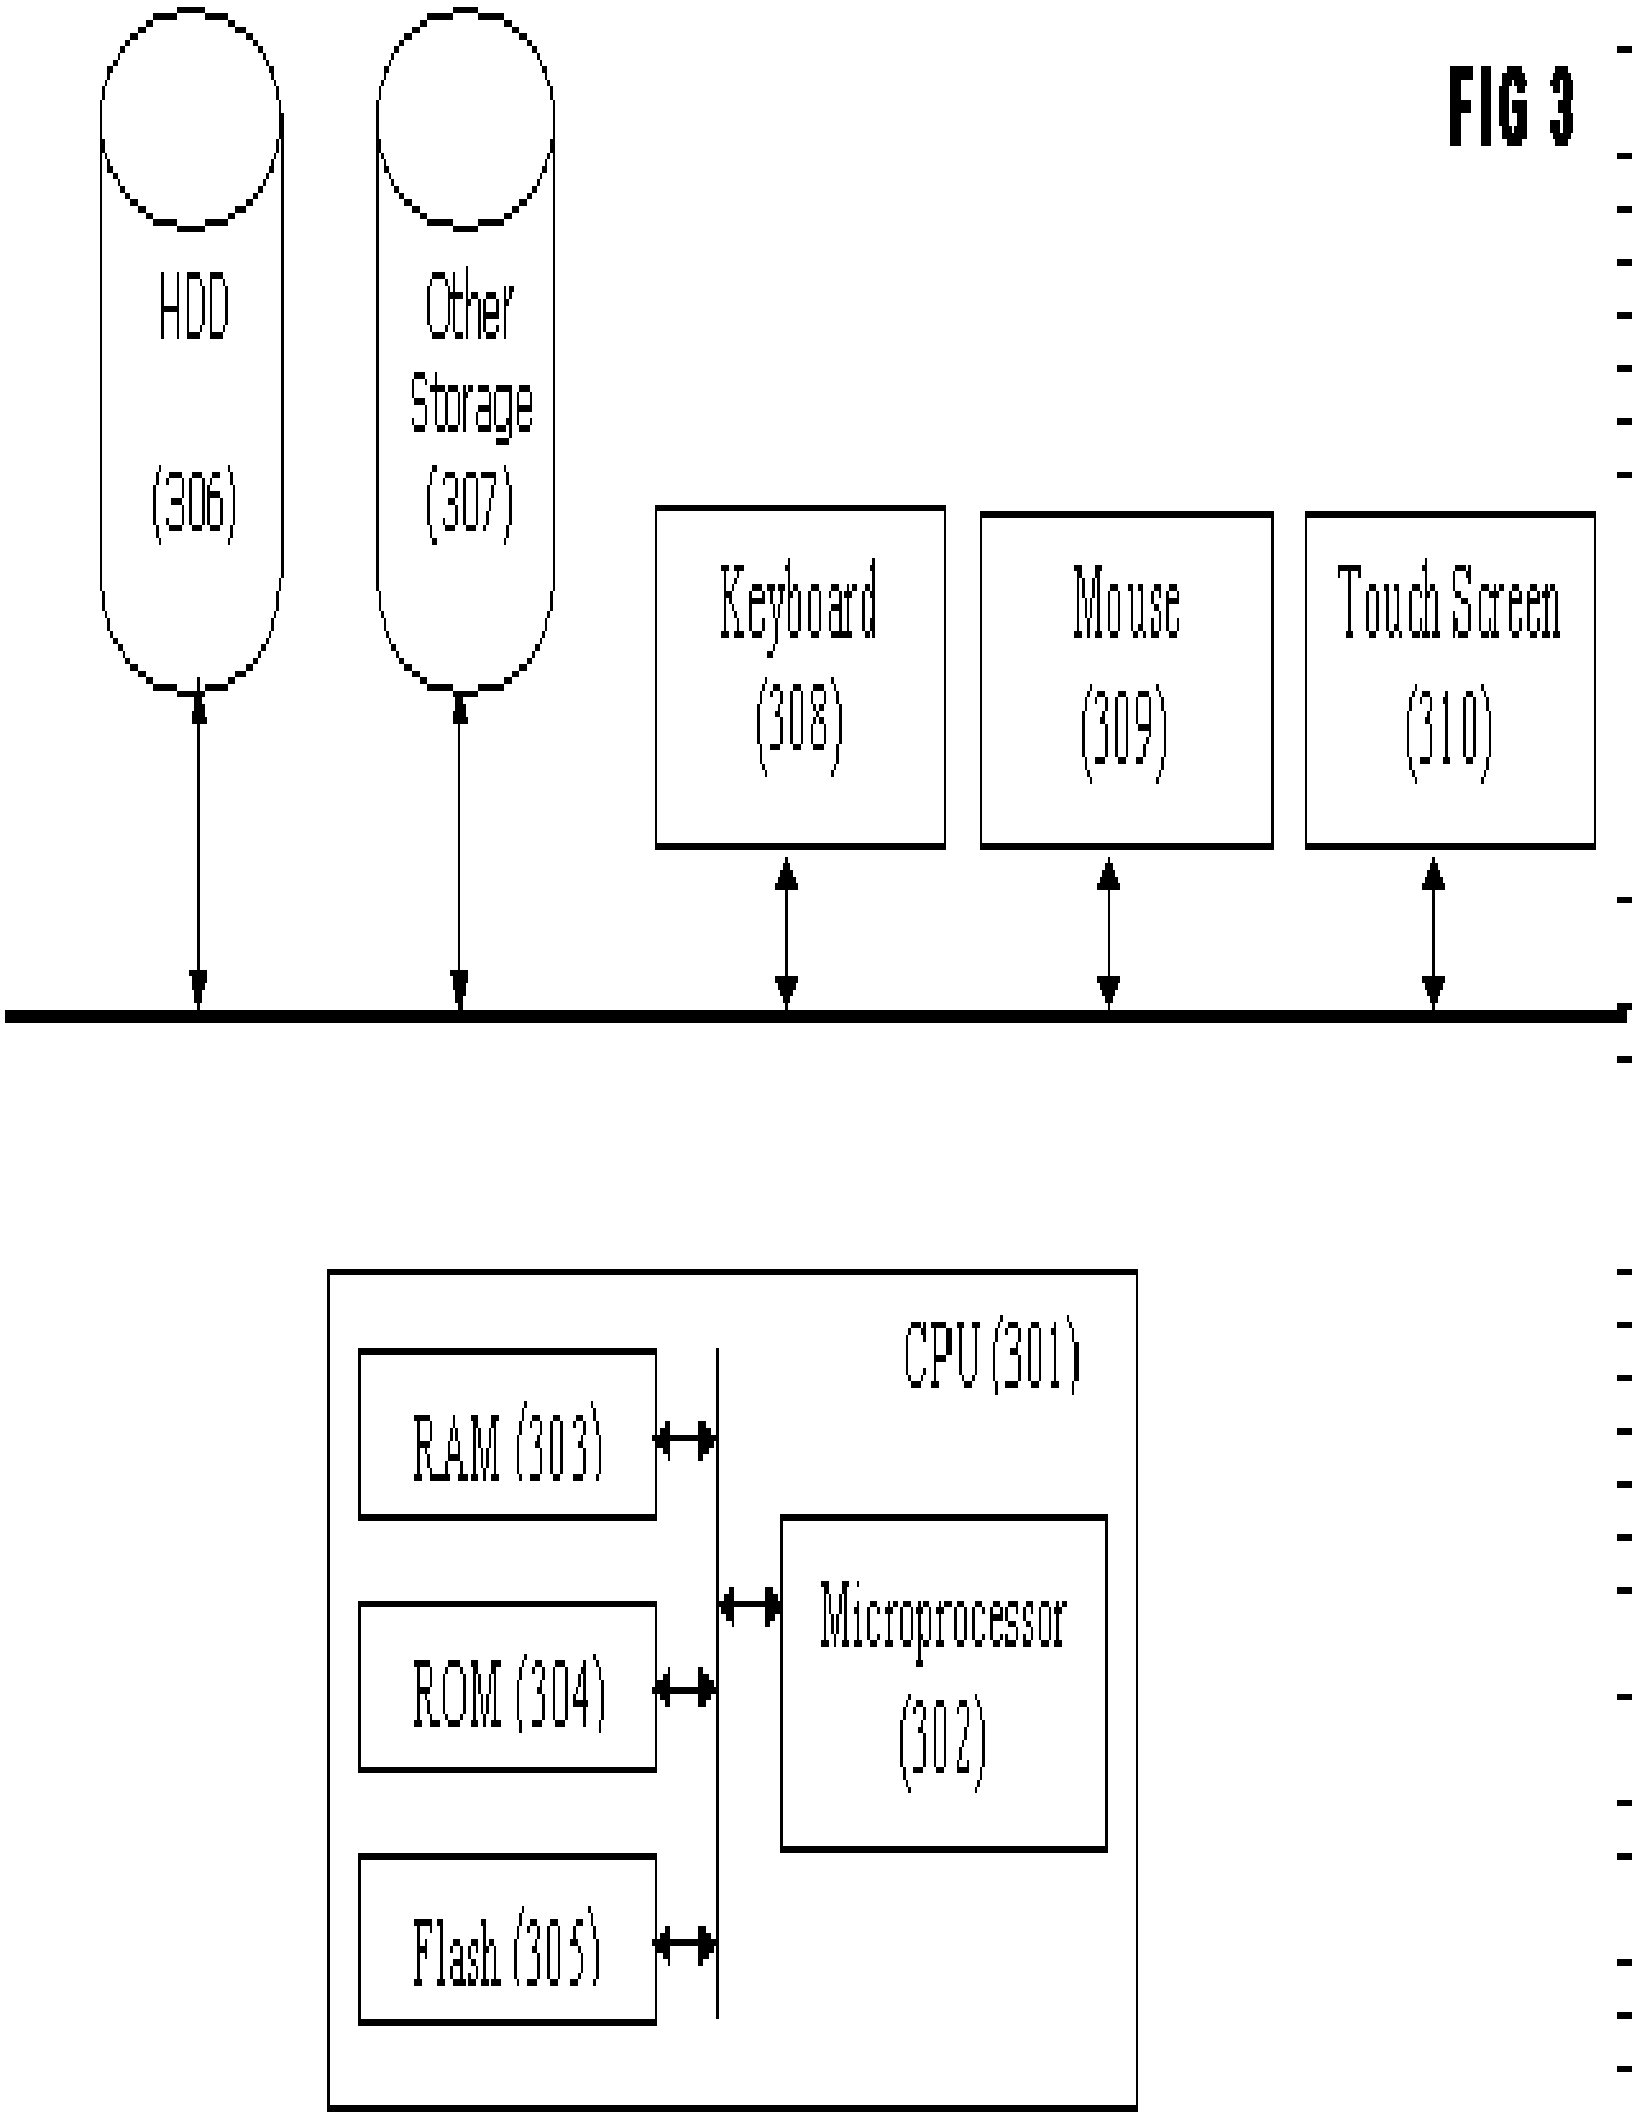 FIG 3
HDD
(306)
Other
Storage
(307)
Keyboard
(308)
Mouse
(309)
Touch Screen
(310)
CPU (301)
RAM (303)
Microprocessor
(302)
ROM (304)
Flash (305)